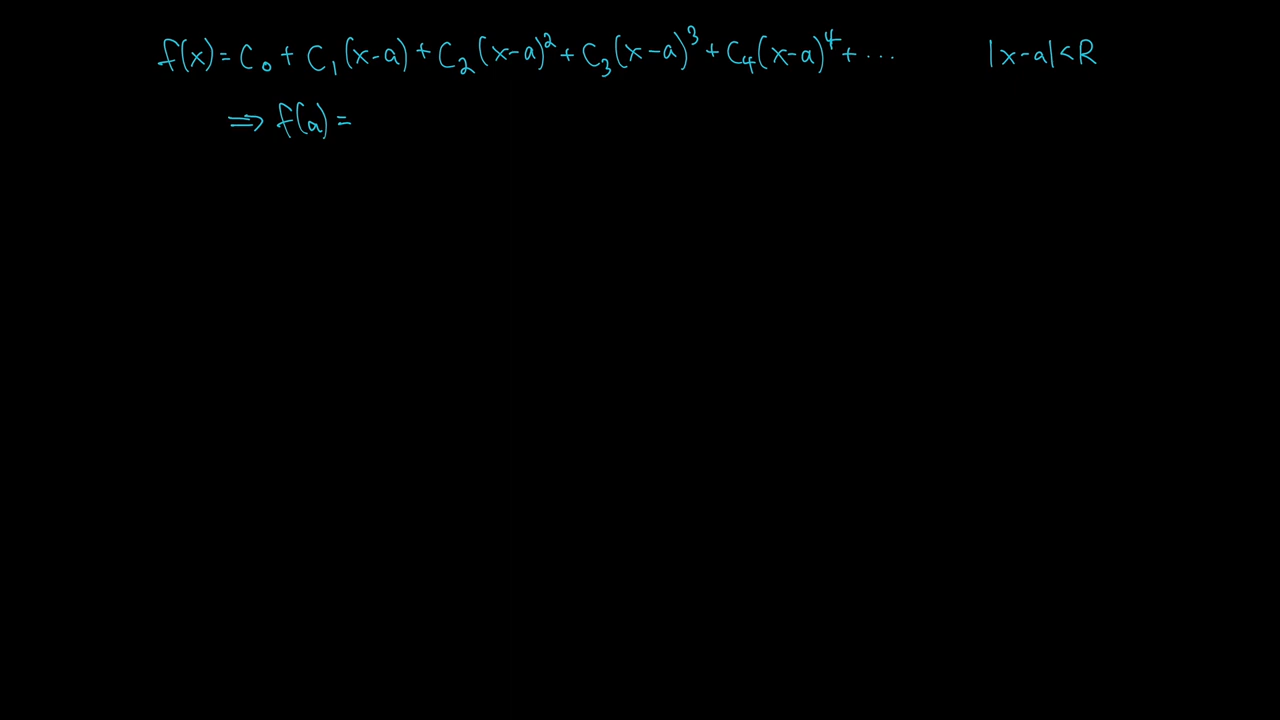 f(x) = C₀ + C₁(x-a) + C₂(x-a)² + C₃(x-a)³ + C₄(x-a)⁴ + ... |x-a| < R
⇒ f(a) =